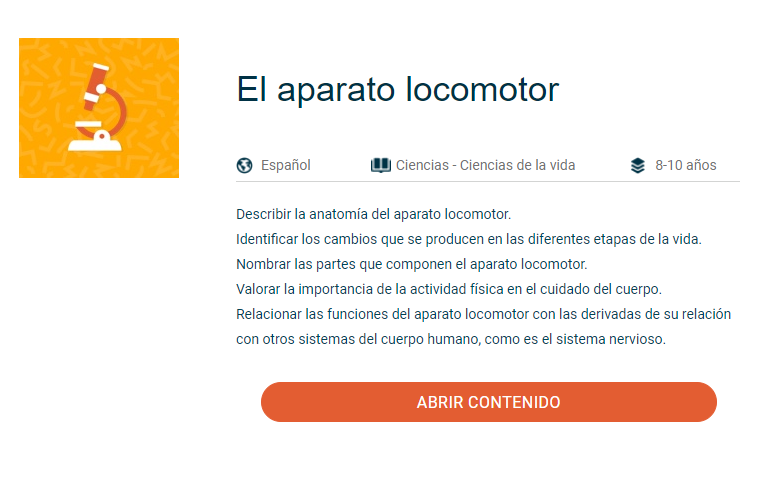 El aparato locomotor
Español
Ciencias - Ciencias de la vida
8-10 años
Describir la anatomía del aparato locomotor.
Identificar los cambios que se producen en las diferentes etapas de la vida.
Nombrar las partes que componen el aparato locomotor.
Valorar la importancia de la actividad física en el cuidado del cuerpo.
Relacionar las funciones del aparato locomotor con las derivadas de su relación
con otros sistemas del cuerpo humano, como es el sistema nervioso.
ABRIR CONTENIDO